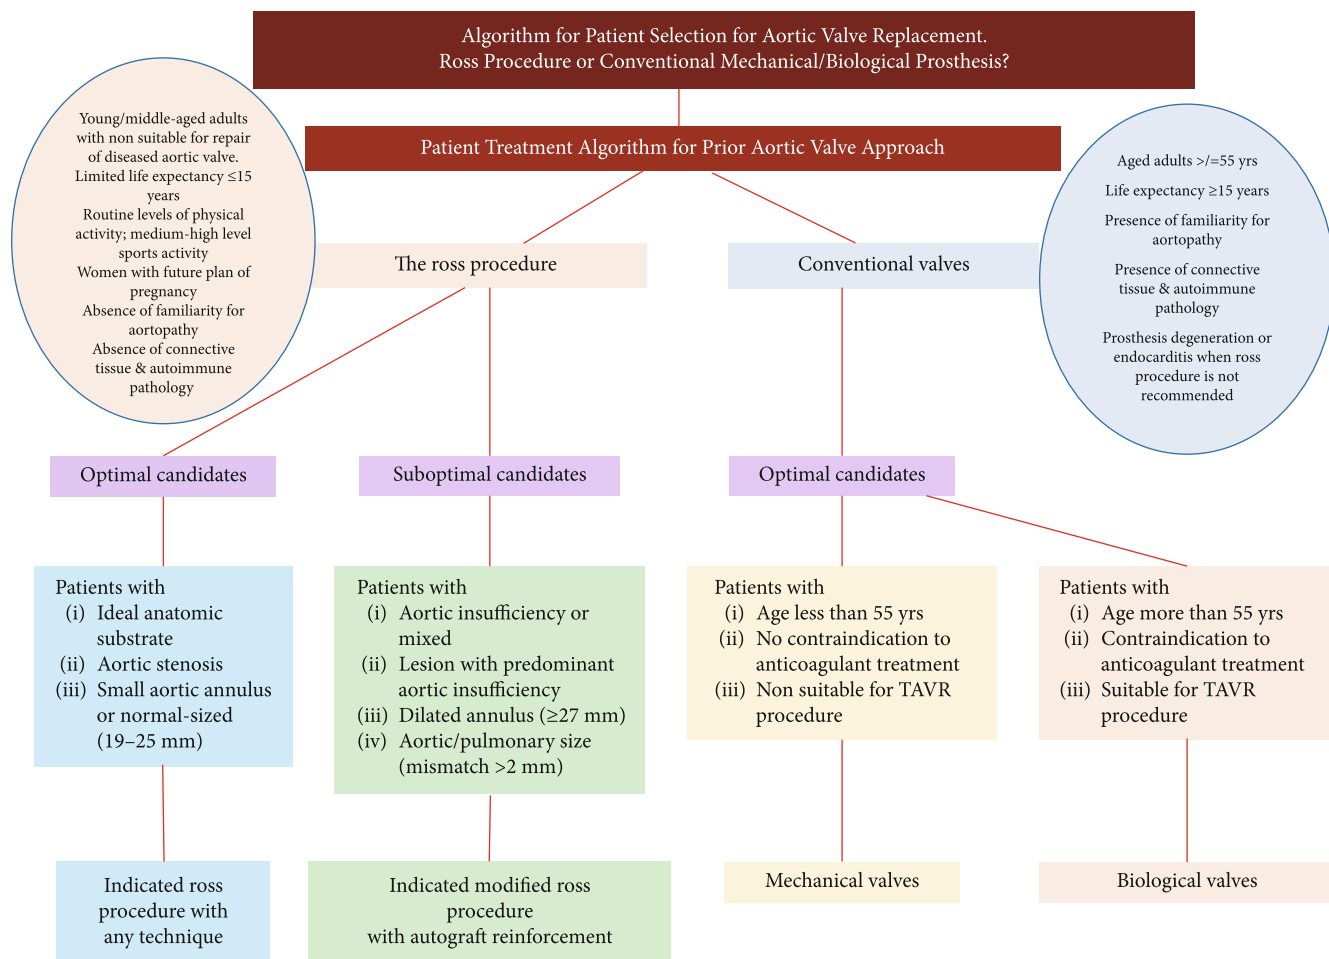 Algorithm for Patient Selection for Aortic Valve Replacement.
Ross Procedure or Conventional Mechanical/Biological Prosthesis?
Patient Treatment Algorithm for Prior Aortic Valve Approach
Young/middle-aged adults
with non suitable for repair
of diseased aortic valve.
Limited life expectancy ≤15
years
Routine levels of physical
activity; medium-high level
sports activity
Women with future plan of
pregnancy
Absence of familiarity for
aortopathy
Absence of connective
tissue & autoimmune
pathology
Aged adults >/=55 yrs
Life expectancy ≥15 years
Presence of familiarity for
aortopathy
Presence of connective
tissue & autoimmune
pathology
Prosthesis degeneration or
endocarditis when ross
procedure is not
recommended
The ross procedure
Conventional valves
Optimal candidates
Suboptimal candidates
Optimal candidates
Patients with
(i) Ideal anatomic
substrate
(ii) Aortic stenosis
(iii) Small aortic annulus
or normal-sized
(19–25 mm)
Patients with
(i) Aortic insufficiency or
mixed
(ii) Lesion with predominant
aortic insufficiency
(iii) Dilated annulus (≥27 mm)
(iv) Aortic/pulmonary size
(mismatch >2 mm)
Patients with
(i) Age less than 55 yrs
(ii) No contraindication to
anticoagulant treatment
(iii) Non suitable for TAVR
procedure
Patients with
(i) Age more than 55 yrs
(ii) Contraindication to
anticoagulant treatment
(iii) Suitable for TAVR
procedure
Indicated ross
procedure with
any technique
Indicated modified ross
procedure
with autograft reinforcement
Mechanical valves
Biological valves